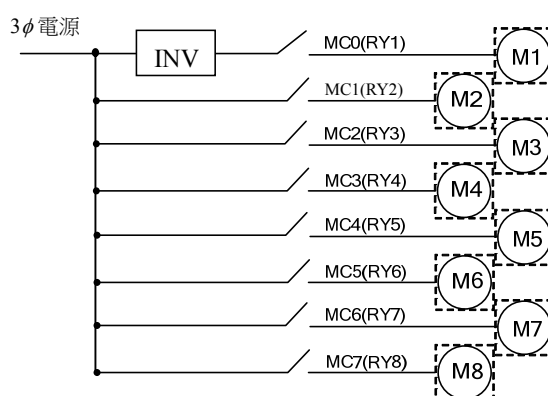 3φ電源
INV
MC0(RY1)
M1
MC1(RY2)
M2
MC2(RY3)
M3
MC3(RY4)
M4
MC4(RY5)
M5
MC5(RY6)
M6
MC6(RY7)
M7
MC7(RY8)
M8